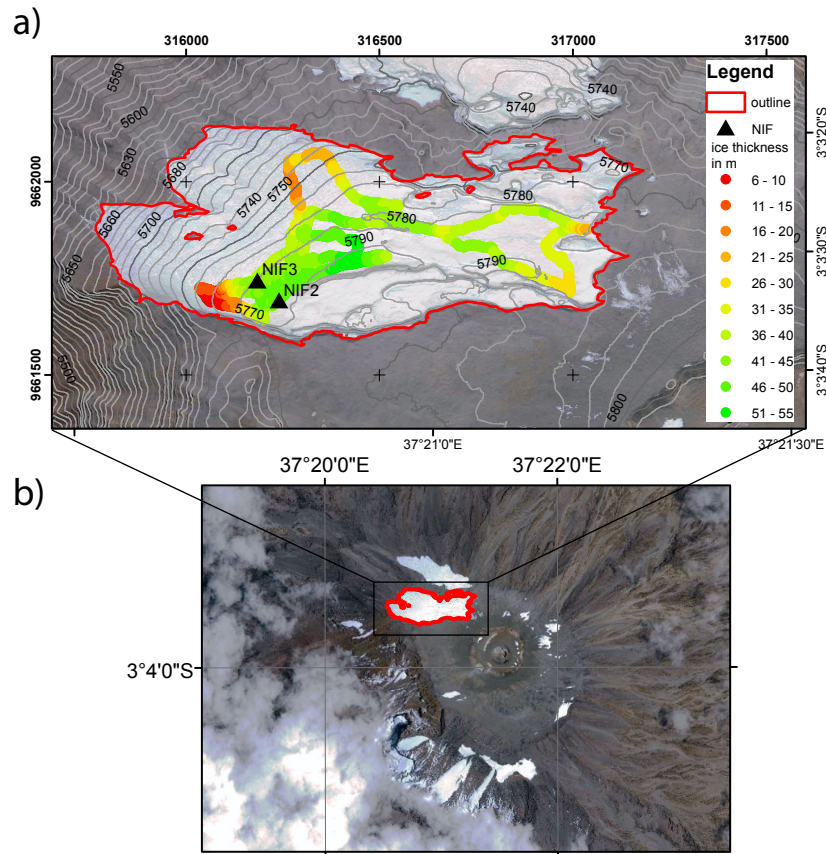 a)
316000 316500 317000 317500
5550
5600
5630
5680
5660
5700
5740
5750
5740
5740
5770
5780
5780
5790
5790
NIF3
NIF2
5770
5650
5500
5800
9662000
9661500
3°3'20"S
3°3'30"S
3°3'40"S
37°21'0"E 37°21'30"E
Legend
outline
NIF
ice thickness
in m
6 - 10
11 - 15
16 - 20
21 - 25
26 - 30
31 - 35
36 - 40
41 - 45
46 - 50
51 - 55
b)
37°20'0"E 37°22'0"E
3°4'0"S